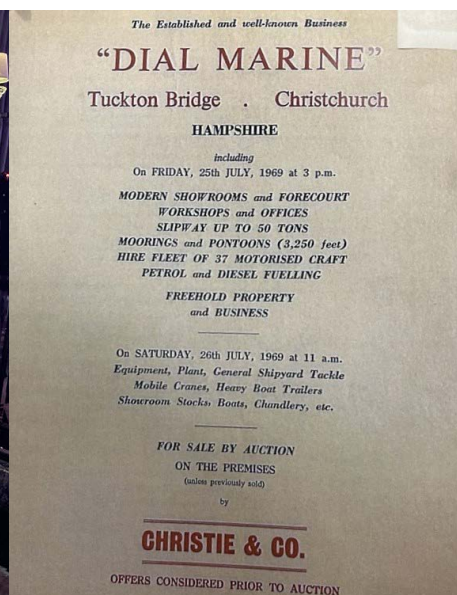 The Established and well-known Business
"DIAL MARINE"
Tuckton Bridge . Christchurch
HAMPSHIRE
including
On FRIDAY, 25th JULY, 1969 at 3 p.m.
MODERN SHOWROOMS and FORECOURT
WORKSHOPS and OFFICES
SLIPWAY UP TO 50 TONS
MOORINGS and PONTOONS (3,250 feet)
HIRE FLEET OF 37 MOTORISED CRAFT
PETROL and DIESEL FUELLING
FREEHOLD PROPERTY
and BUSINESS
On SATURDAY, 26th JULY, 1969 at 11 a.m.
Equipment, Plant, General Shipyard Tackle
Mobile Cranes, Heavy Boat Trailers
Showroom Stocks, Boats, Chandlery, etc.
FOR SALE BY AUCTION
ON THE PREMISES
(unless previously sold)
by
CHRISTIE & CO.
OFFERS CONSIDERED PRIOR TO AUCTION